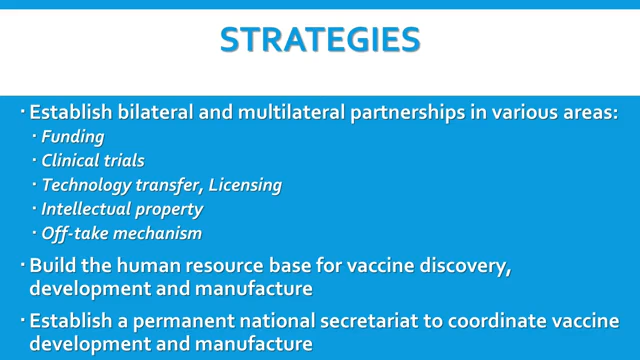 STRATEGIES
· Establish bilateral and multilateral partnerships in various areas:
· Funding
· Clinical trials
· Technology transfer, Licensing
· Intellectual property
· Off-take mechanism
· Build the human resource base for vaccine discovery,
development and manufacture
· Establish a permanent national secretariat to coordinate vaccine
development and manufacture